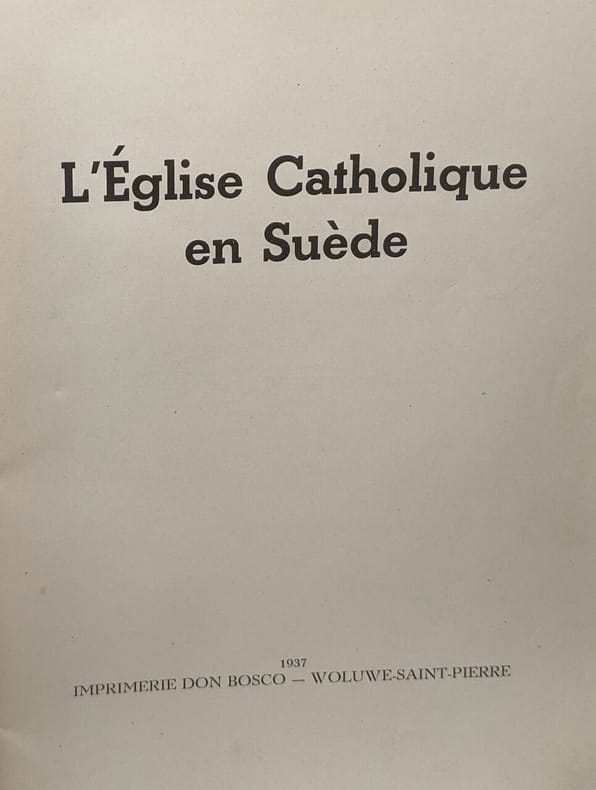 L'Église Catholique
en Suède
1937
IMPRIMERIE DON BOSCO — WOLUWE-SAINT-PIERRE